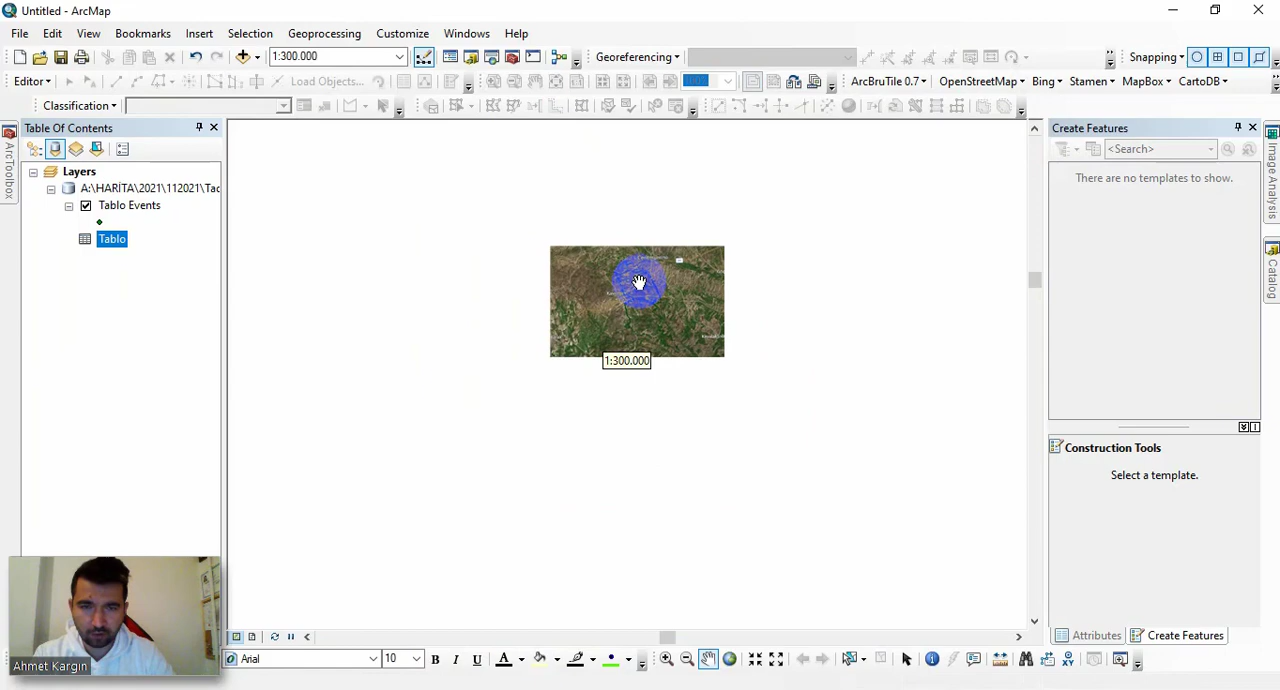 Untitled - ArcMap
File Edit View Bookmarks Insert Selection Geoprocessing Customize Windows Help
1:300.000 Georeferencing Snapping
Editor Load Objects... ArcBruTile 0.7 OpenStreetMap Bing Stamen MapBox CartoDB
Classification
Table Of Contents
Layers
A:\HARİTA\2021\112021\Tac
Tablo Events
Tablo
ArcToolbox
1:300.000
Create Features
<Search>
There are no templates to show.
Construction Tools
Select a template.
Attributes Create Features
Image Analysis
Catalog
Ahmet Kargın
Arial 10 B I U A